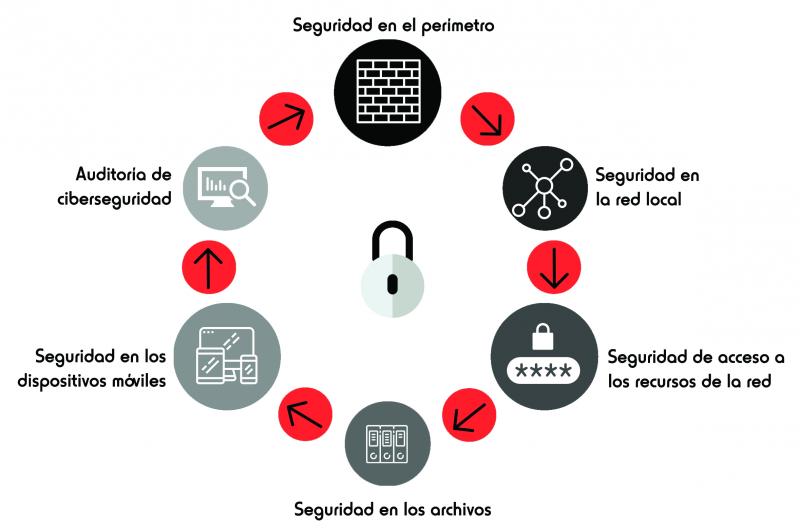 Seguridad en el perímetro
Auditoría de
ciberseguridad
Seguridad en
la red local
Seguridad en los
dispositivos móviles
****
Seguridad de acceso a
los recursos de la red
Seguridad en los archivos